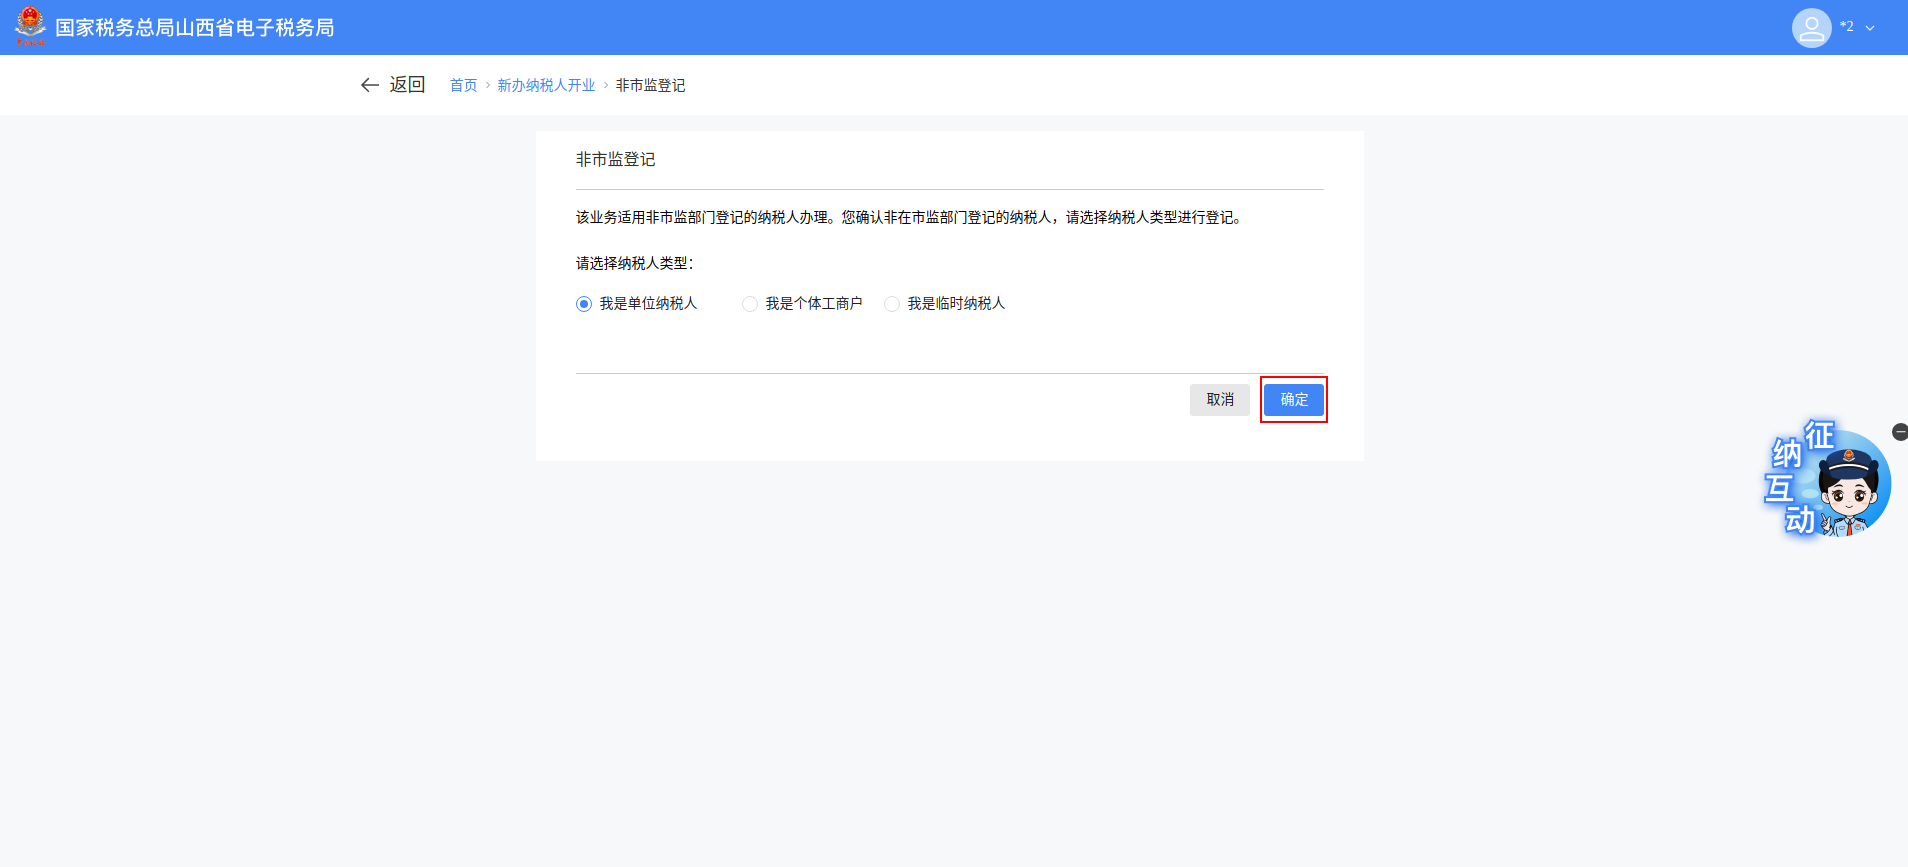 国家税务总局山西省电子税务局
*2
返回 首页 > 新办纳税人开业 > 非市监登记
非市监登记
该业务适用非市监部门登记的纳税人办理。您确认非在市监部门登记的纳税人，请选择纳税人类型进行登记。
请选择纳税人类型：
我是单位纳税人 我是个体工商户 我是临时纳税人
取消 确定
征
纳
互
动